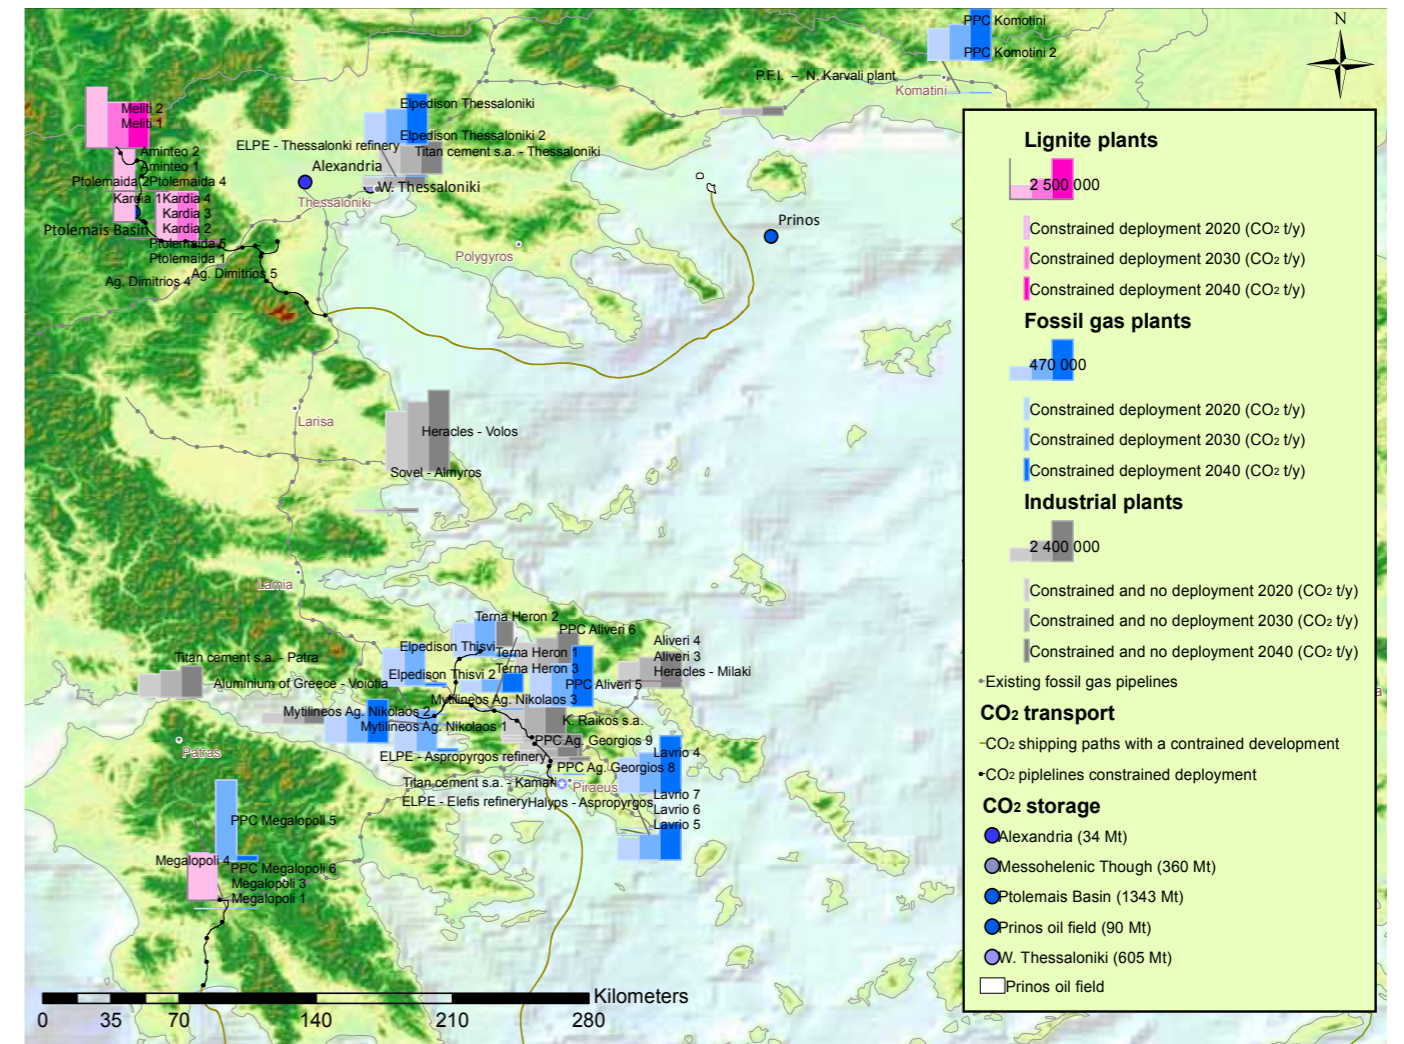 PPC Komotini
PPC Komotini 2
N
P.F.I. – N. Karvali plant
Komatini
Meliti 2
Meliti 1
Elpedison Thessaloniki
Elpedison Thessaloniki 2
ELPE - Thessalonki refinery
Titan cement s.a. - Thessaloniki
Alexandria
W. Thessaloniki
Thessaloniki
Aminteo 2
Aminteo 1
Ptolemaida 2
Ptolemaida 4
Kardia 1
Kardia 4
Kardia 3
Kardia 2
Ptolemais Basin
Ptolemaida 5
Ptolemaida 1
Ag. Dimitrios 5
Ag. Dimitrios 4
Polygyros
Prinos
Larisa
Heracles - Volos
Sovel - Almyros
Lamia
Terna Heron 2
PPC Aliveri 6
Elpedison Thisvi
Terna Heron 1
Aliveri 4
Aliveri 3
Heracles - Milaki
Titan cement s.a. - Patra
Elpedison Thisvi 2
Terna Heron 3
Aluminium of Greece - Voiotia
PPC Aliveri 5
Mytilineos Ag. Nikolaos 3
Mytilineos Ag. Nikolaos 2
Mytilineos Ag. Nikolaos 1
K. Raikos s.a.
PPC Ag. Georgios 9
Patras
ELPE - Aspropyrgos refinery
PPC Ag. Georgios 8
Lavrio 4
Titan cement s.a. - Kamari
Piraeus
ELPE - Elefis refinery
Halyps - Aspropyrgos
Lavrio 7
Lavrio 6
Lavrio 5
PPC Megalopoli 5
Megalopoli 4
PPC Megalopoli 6
Megalopoli 3
Megalopoli 1
Kilometers
0 35 70 140 210 280
Lignite plants
2 500 000
Constrained deployment 2020 (CO2 t/y)
Constrained deployment 2030 (CO2 t/y)
Constrained deployment 2040 (CO2 t/y)
Fossil gas plants
470 000
Constrained deployment 2020 (CO2 t/y)
Constrained deployment 2030 (CO2 t/y)
Constrained deployment 2040 (CO2 t/y)
Industrial plants
2 400 000
Constrained and no deployment 2020 (CO2 t/y)
Constrained and no deployment 2030 (CO2 t/y)
Constrained and no deployment 2040 (CO2 t/y)
Existing fossil gas pipelines
CO2 transport
CO2 shipping paths with a contrained development
CO2 piplelines constrained deployment
CO2 storage
Alexandria (34 Mt)
Messohelenic Though (360 Mt)
Ptolemais Basin (1343 Mt)
Prinos oil field (90 Mt)
W. Thessaloniki (605 Mt)
Prinos oil field